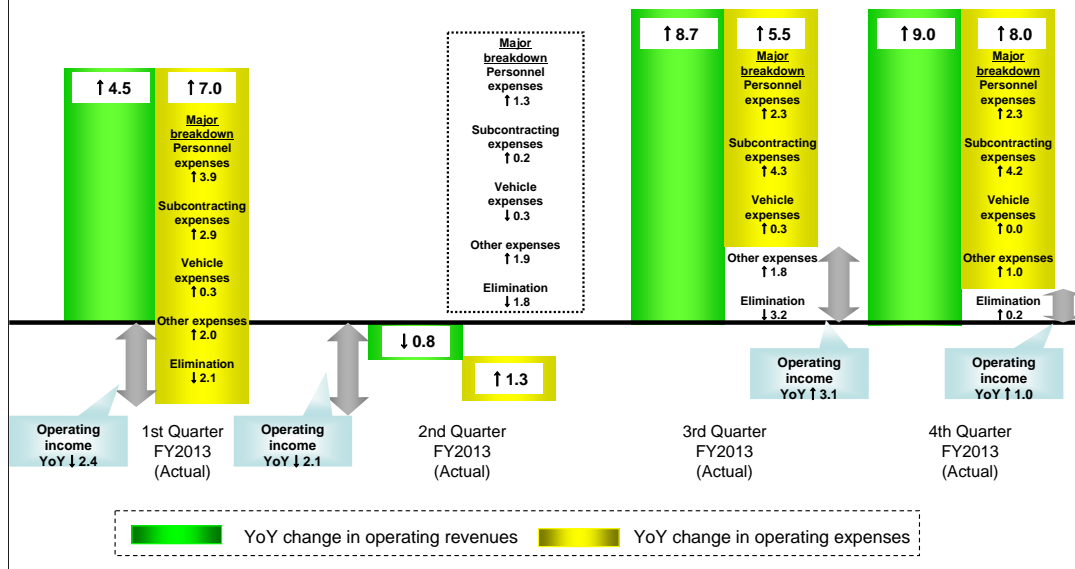 ↑ 4.5
↑ 7.0
Major
breakdown
Personnel
expenses
↑ 3.9
Subcontracting
expenses
↑ 2.9
Vehicle
expenses
↑ 0.3
Other expenses
↑ 2.0
Elimination
↓ 2.1
Operating
income
YoY ↓ 2.4
1st Quarter
FY2013
(Actual)
Major
breakdown
Personnel
expenses
↑ 1.3
Subcontracting
expenses
↑ 0.2
Vehicle
expenses
↓ 0.3
Other expenses
↑ 1.9
Elimination
↓ 1.8
↓ 0.8
↑ 1.3
Operating
income
YoY ↓ 2.1
2nd Quarter
FY2013
(Actual)
↑ 8.7
↑ 5.5
Major
breakdown
Personnel
expenses
↑ 2.3
Subcontracting
expenses
↑ 4.3
Vehicle
expenses
↑ 0.3
Other expenses
↑ 1.8
Elimination
↓ 3.2
Operating
income
YoY ↑ 3.1
3rd Quarter
FY2013
(Actual)
↑ 9.0
↑ 8.0
Major
breakdown
Personnel
expenses
↑ 2.3
Subcontracting
expenses
↑ 4.2
Vehicle
expenses
↑ 0.0
Other expenses
↑ 1.0
Elimination
↑ 0.2
Operating
income
YoY ↑ 1.0
4th Quarter
FY2013
(Actual)
YoY change in operating revenues
YoY change in operating expenses